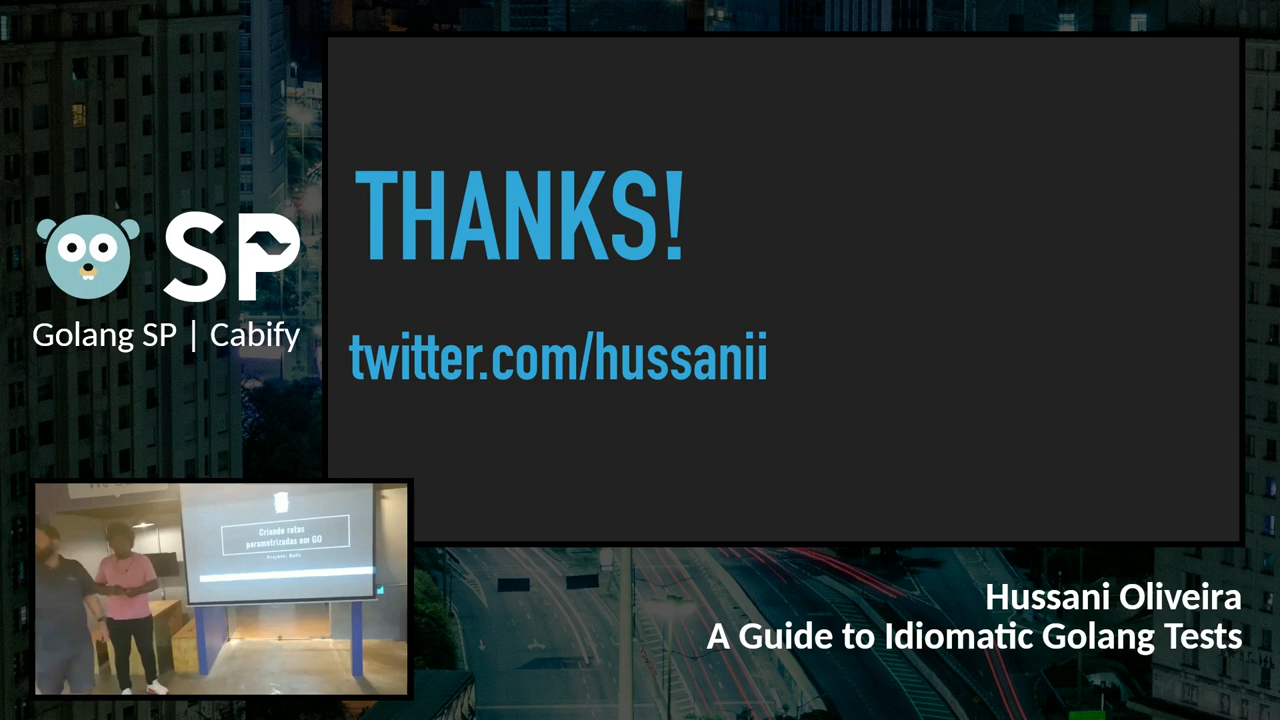 THANKS!
twitter.com/hussanii
SP
Golang SP | Cabify
Criando rotas
parametrizadas em GO
Hussani Oliveira
A Guide to Idiomatic Golang Tests